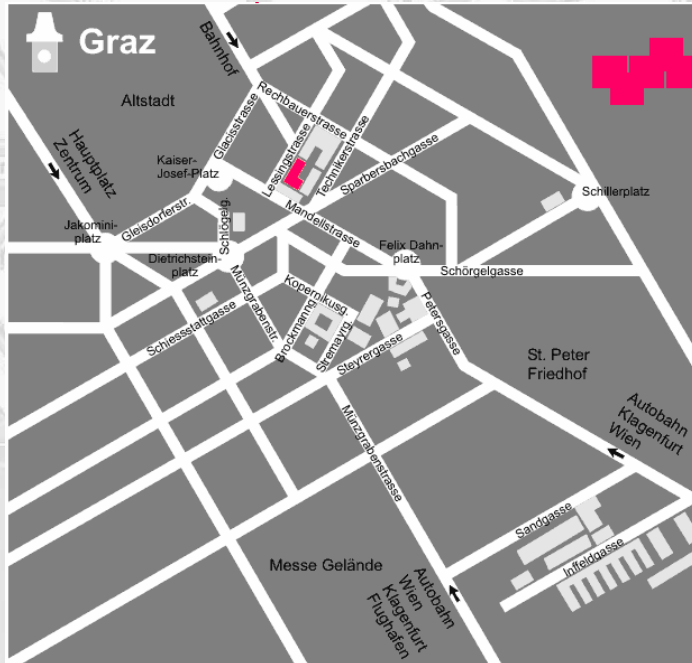 Graz
Bahnhof
Altstadt
Rechbauerstrasse
Glacisstrasse
Hauptplatz
Zentrum
Kaiser-
Josef-Platz
Lessingstrasse
Technikerstrasse
Sparbersbachgasse
Schillerplatz
Jakomini-
platz
Gleisdorferstr.
Schlögelg.
Mandellstrasse
Dietrichstein-
platz
Felix Dahn-
platz
Schörgelgasse
Münzgrabenstr.
Kopernikusg.
Schiessstattgasse
Brockmanng.
Stremayrg.
Petersgasse
Steyrergasse
St. Peter
Friedhof
Autobahn
Klagenfurt
Wien
Münzgrabenstrasse
Sandgasse
Inffeldgasse
Messe Gelände
Autobahn
Wien
Klagenfurt
Flughafen